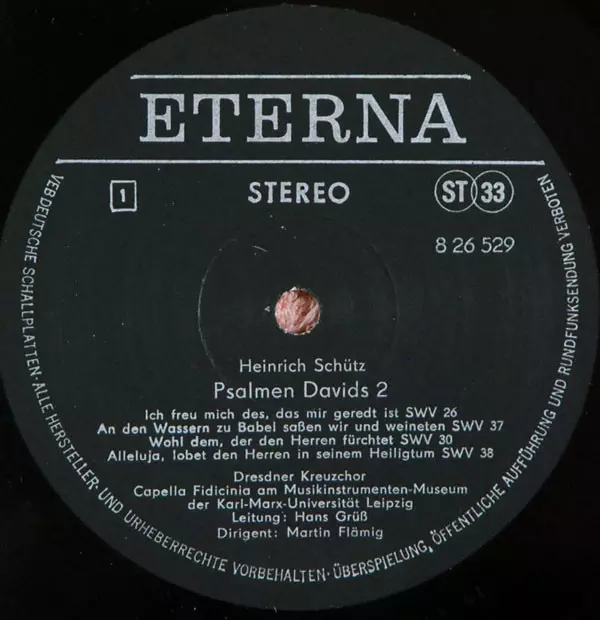 ETERNA
1
STEREO
ST 33
8 26 529
Heinrich Schütz
Psalmen Davids 2
Ich freu mich des, das mir geredt ist SWV 26
An den Wassern zu Babel saßen wir und weineten SWV 37
Wohl dem, der den Herren fürchtet SWV 30
Alleluja, lobet den Herren in seinem Heiligtum SWV 38
Dresdner Kreuzchor
Capella Fidicinia am Musikinstrumenten-Museum
der Karl-Marx-Universität Leipzig
Leitung: Hans Grüß
Dirigent: Martin Flämig
VEB DEUTSCHE SCHALLPLATTEN · ALLE HERSTELLER- UND URHEBERRECHTE VORBEHALTEN · ÜBERSPIELUNG, ÖFFENTLICHE AUFFÜHRUNG UND RUNDFUNKSENDUNG VERBOTEN